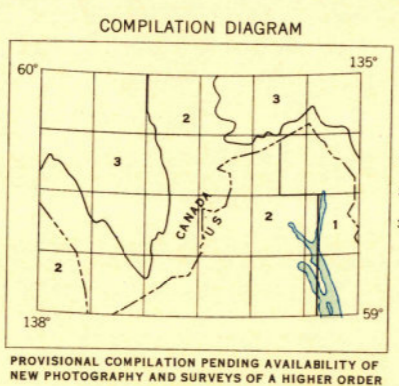 COMPILATION DIAGRAM
60° 135°
2 3
3
CANADA
U S
2 1
2
138° 59°
PROVISIONAL COMPILATION PENDING AVAILABILITY OF
NEW PHOTOGRAPHY AND SURVEYS OF A HIGHER ORDER